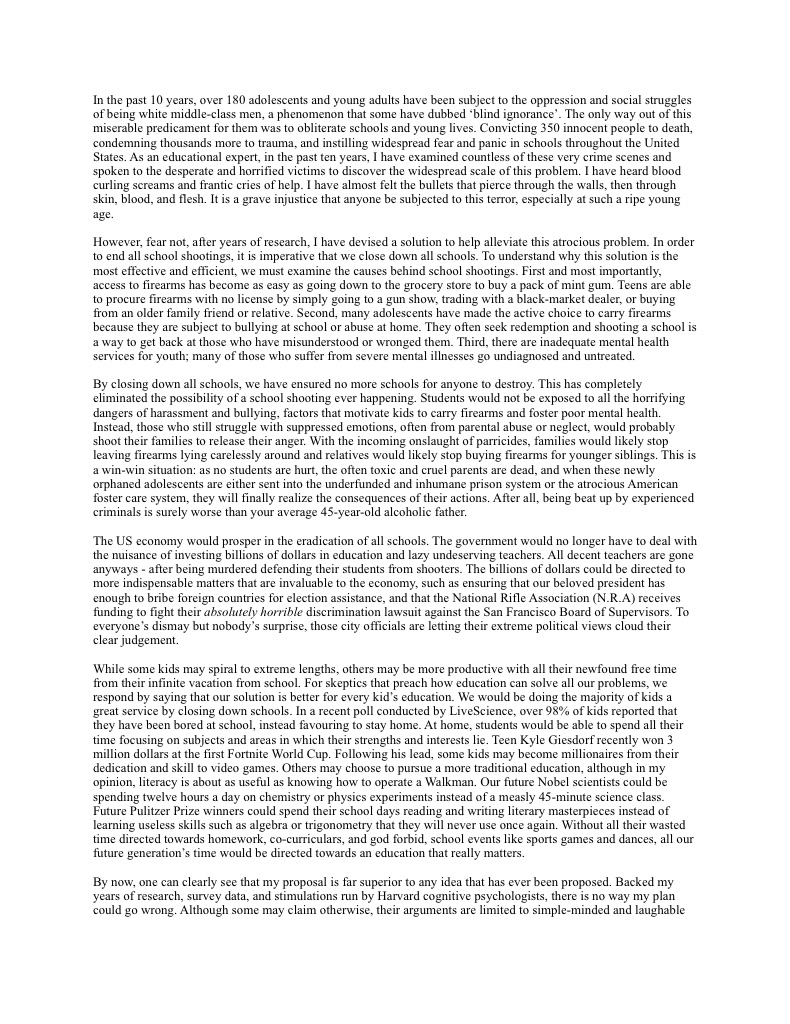 In the past 10 years, over 180 adolescents and young adults have been subject to the oppression and social struggles
of being white middle-class men, a phenomenon that some have dubbed ‘blind ignorance’. The only way out of this
miserable predicament for them was to obliterate schools and young lives. Convicting 350 innocent people to death,
condemning thousands more to trauma, and instilling widespread fear and panic in schools throughout the United
States. As an educational expert, in the past ten years, I have examined countless of these very crime scenes and
spoken to the desperate and horrified victims to discover the widespread scale of this problem. I have heard blood
curling screams and frantic cries of help. I have almost felt the bullets that pierce through the walls, then through
skin, blood, and flesh. It is a grave injustice that anyone be subjected to this terror, especially at such a ripe young
age.

However, fear not, after years of research, I have devised a solution to help alleviate this atrocious problem. In order
to end all school shootings, it is imperative that we close down all schools. To understand why this solution is the
most effective and efficient, we must examine the causes behind school shootings. First and most importantly,
access to firearms has become as easy as going down to the grocery store to buy a pack of mint gum. Teens are able
to procure firearms with no license by simply going to a gun show, trading with a black-market dealer, or buying
from an older family friend or relative. Second, many adolescents have made the active choice to carry firearms
because they are subject to bullying at school or abuse at home. They often seek redemption and shooting a school is
a way to get back at those who have misunderstood or wronged them. Third, there are inadequate mental health
services for youth; many of those who suffer from severe mental illnesses go undiagnosed and untreated.

By closing down all schools, we have ensured no more schools for anyone to destroy. This has completely
eliminated the possibility of a school shooting ever happening. Students would not be exposed to all the horrifying
dangers of harassment and bullying, factors that motivate kids to carry firearms and foster poor mental health.
Instead, those who still struggle with suppressed emotions, often from parental abuse or neglect, would probably
shoot their families to release their anger. With the incoming onslaught of parricides, families would likely stop
leaving firearms lying carelessly around and relatives would likely stop buying firearms for younger siblings. This is
a win-win situation: as no students are hurt, the often toxic and cruel parents are dead, and when these newly
orphaned adolescents are either sent into the underfunded and inhumane prison system or the atrocious American
foster care system, they will finally realize the consequences of their actions. After all, being beat up by experienced
criminals is surely worse than your average 45-year-old alcoholic father.

The US economy would prosper in the eradication of all schools. The government would no longer have to deal with
the nuisance of investing billions of dollars in education and lazy undeserving teachers. All decent teachers are gone
anyways - after being murdered defending their students from shooters. The billions of dollars could be directed to
more indispensable matters that are invaluable to the economy, such as ensuring that our beloved president has
enough to bribe foreign countries for election assistance, and that the National Rifle Association (N.R.A) receives
funding to fight their absolutely horrible discrimination lawsuit against the San Francisco Board of Supervisors. To
everyone’s dismay but nobody’s surprise, those city officials are letting their extreme political views cloud their
clear judgement.

While some kids may spiral to extreme lengths, others may be more productive with all their newfound free time
from their infinite vacation from school. For skeptics that preach how education can solve all our problems, we
respond by saying that our solution is better for every kid’s education. We would be doing the majority of kids a
great service by closing down schools. In a recent poll conducted by LiveScience, over 98% of kids reported that
they have been bored at school, instead favouring to stay home. At home, students would be able to spend all their
time focusing on subjects and areas in which their strengths and interests lie. Teen Kyle Giesdorf recently won 3
million dollars at the first Fortnite World Cup. Following his lead, some kids may become millionaires from their
dedication and skill to video games. Others may choose to pursue a more traditional education, although in my
opinion, literacy is about as useful as knowing how to operate a Walkman. Our future Nobel scientists could be
spending twelve hours a day on chemistry or physics experiments instead of a measly 45-minute science class.
Future Pulitzer Prize winners could spend their school days reading and writing literary masterpieces instead of
learning useless skills such as algebra or trigonometry that they will never use once again. Without all their wasted
time directed towards homework, co-curriculars, and god forbid, school events like sports games and dances, all our
future generation’s time would be directed towards an education that really matters.

By now, one can clearly see that my proposal is far superior to any idea that has ever been proposed. Backed my
years of research, survey data, and stimulations run by Harvard cognitive psychologists, there is no way my plan
could go wrong. Although some may claim otherwise, their arguments are limited to simple-minded and laughable